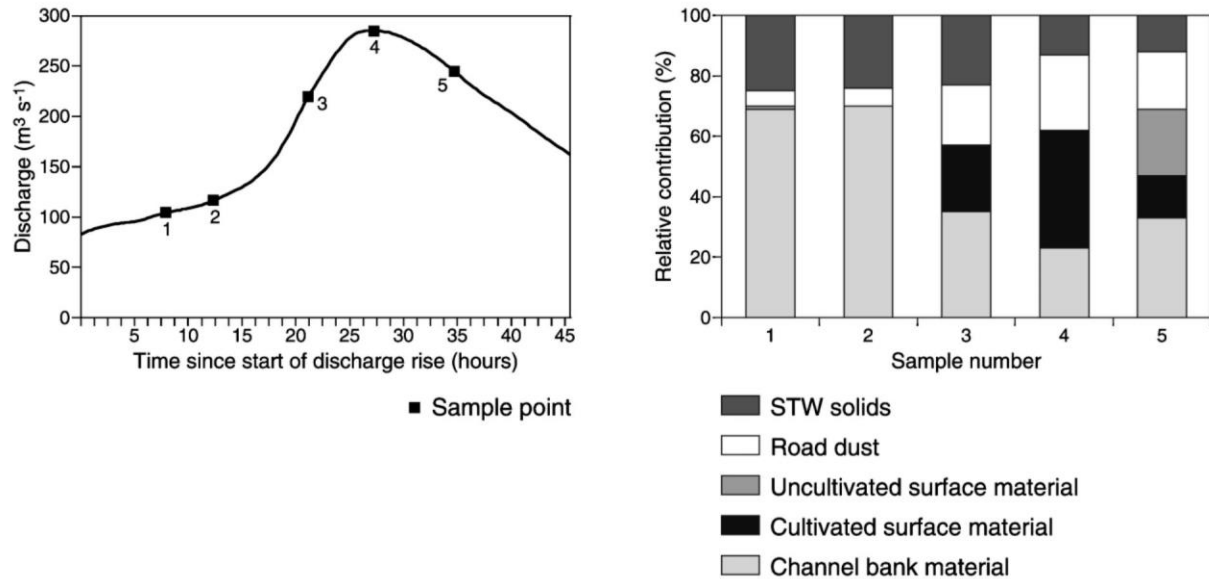 300
250
200
150
100
50
0
Discharge (m³ s⁻¹)
1
2
3
4
5
5 10 15 20 25 30 35 40 45
Time since start of discharge rise (hours)
■ Sample point
100
80
60
40
20
0
Relative contribution (%)
1 2 3 4 5
Sample number
STW solids
Road dust
Uncultivated surface material
Cultivated surface material
Channel bank material